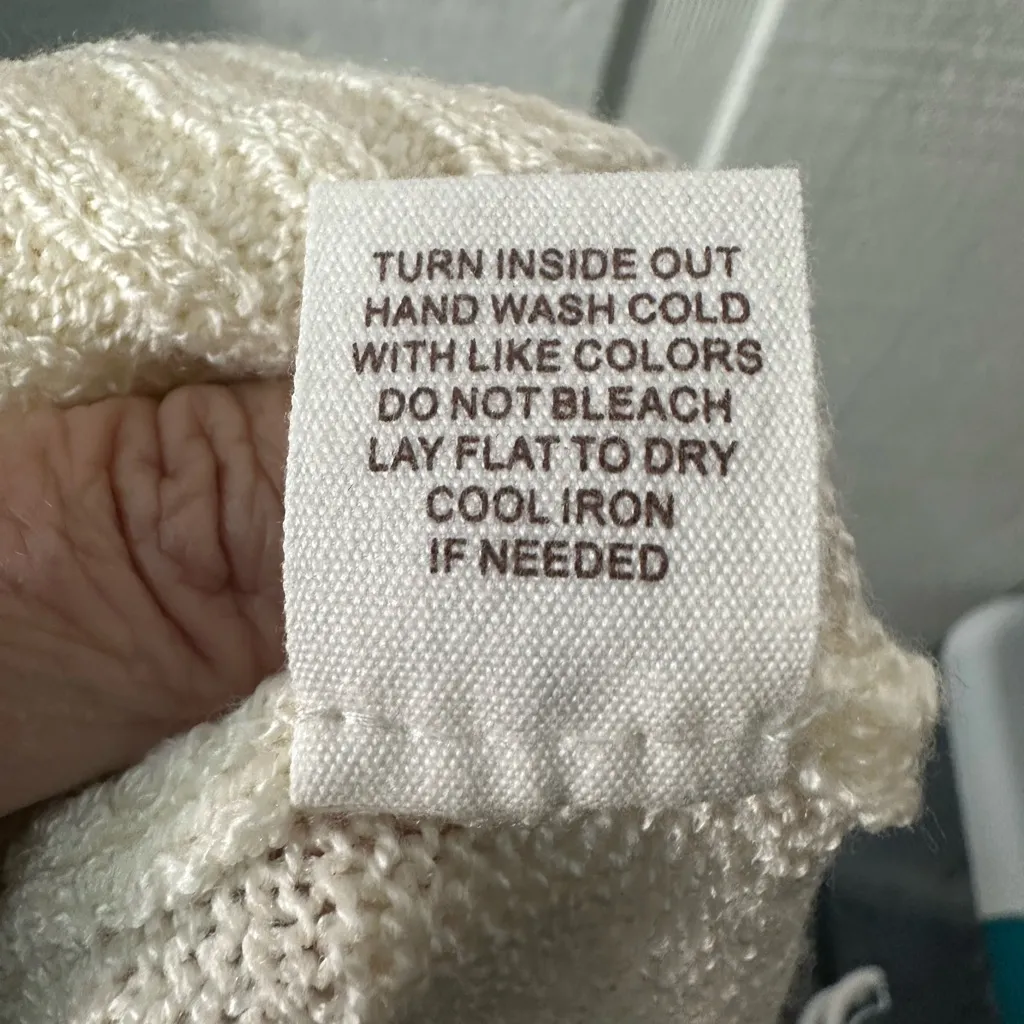 TURN INSIDE OUT
HAND WASH COLD
WITH LIKE COLORS
DO NOT BLEACH
LAY FLAT TO DRY
COOL IRON
IF NEEDED